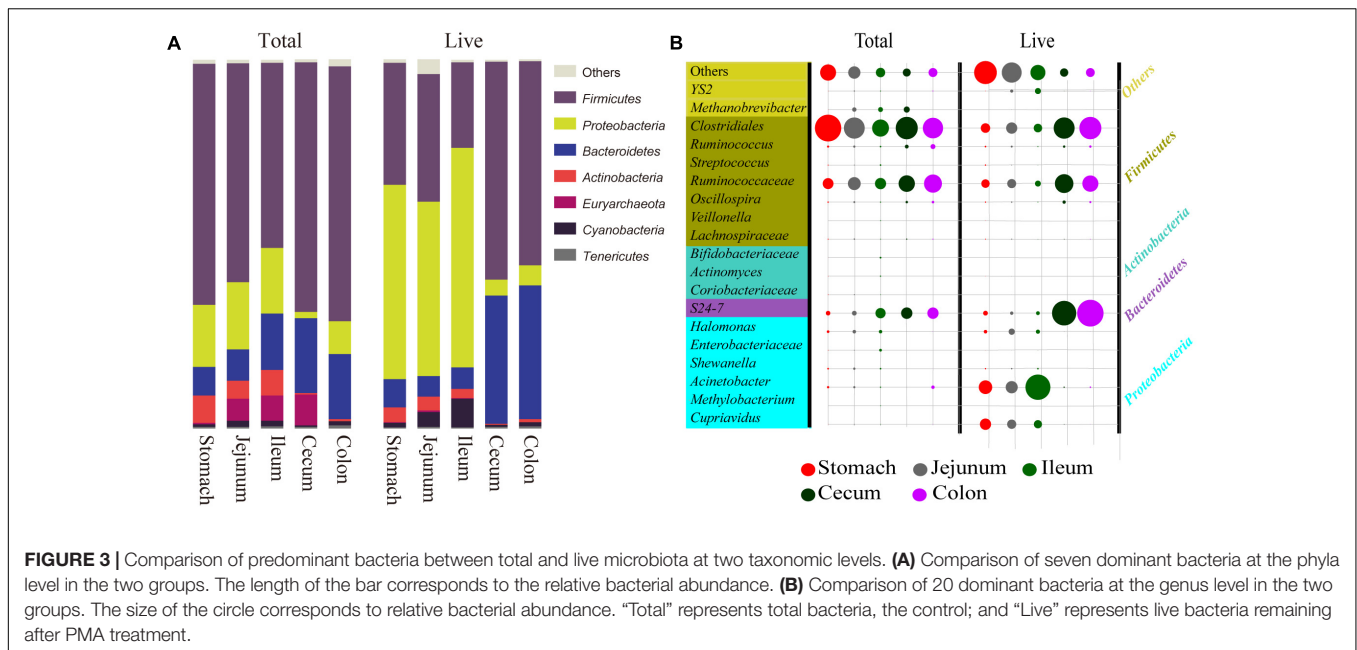 A
Total Live
Others
Firmicutes
Proteobacteria
Bacteroidetes
Actinobacteria
Euryarchaeota
Cyanobacteria
Tenericutes
Stomach
Jejunum
Ileum
Cecum
Colon
Stomach
Jejunum
Ileum
Cecum
Colon
B
Total Live
Others
YS2
Methanobrevibacter
Clostridiales
Ruminococcus
Streptococcus
Ruminococcaceae
Oscillospira
Veillonella
Lachnospiraceae
Bifidobacteriaceae
Actinomyces
Coriobacteriaceae
S24-7
Halomonas
Enterobacteriaceae
Shewanella
Acinetobacter
Methylobacterium
Cupriavidus
Others
Firmicutes
Actinobacteria
Bacteroidetes
Proteobacteria
Stomach Jejunum Ileum
Cecum Colon
FIGURE 3 | Comparison of predominant bacteria between total and live microbiota at two taxonomic levels. (A) Comparison of seven dominant bacteria at the phyla
level in the two groups. The length of the bar corresponds to the relative bacterial abundance. (B) Comparison of 20 dominant bacteria at the genus level in the two
groups. The size of the circle corresponds to relative bacterial abundance. “Total” represents total bacteria, the control; and “Live” represents live bacteria remaining
after PMA treatment.